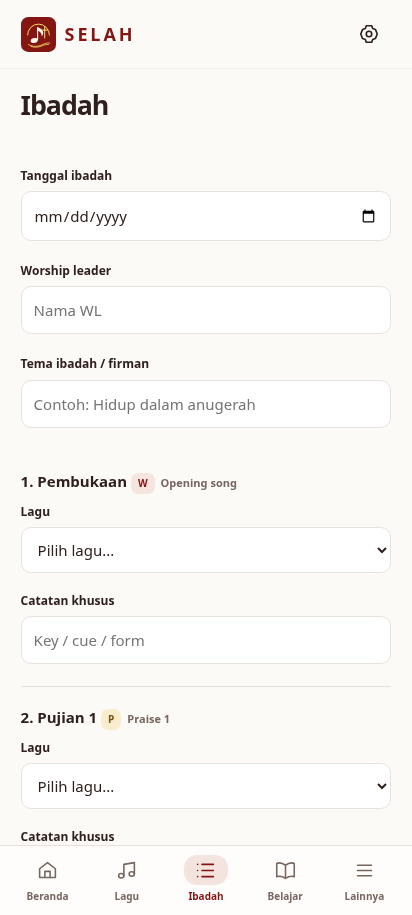 SELAH
Ibadah
Tanggal ibadah
mm/dd/yyyy
Worship leader
Nama WL
Tema ibadah / firman
Contoh: Hidup dalam anugerah
1. Pembukaan W Opening song
Lagu
Pilih lagu...
Catatan khusus
Key / cue / form
2. Pujian 1 P Praise 1
Lagu
Pilih lagu...
Catatan khusus
Beranda Lagu Ibadah Belajar Lainnya